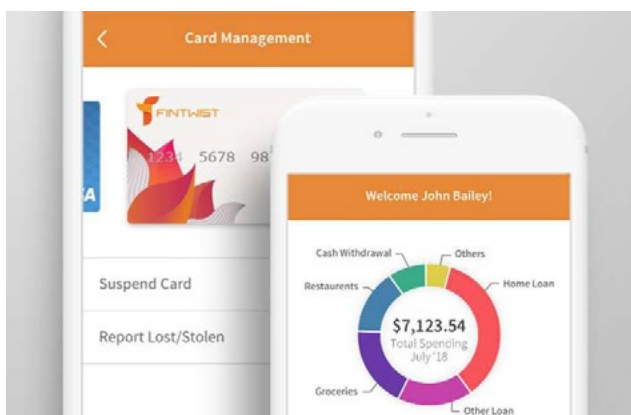 Card Management
FINTWIST
1234 5678 98
Suspend Card
Report Lost/Stolen
Welcome John Bailey!
Cash Withdrawal
Others
Restaurents
Home Loan
$7,123.54
Total Spending
July '18
Groceries
Other Loan